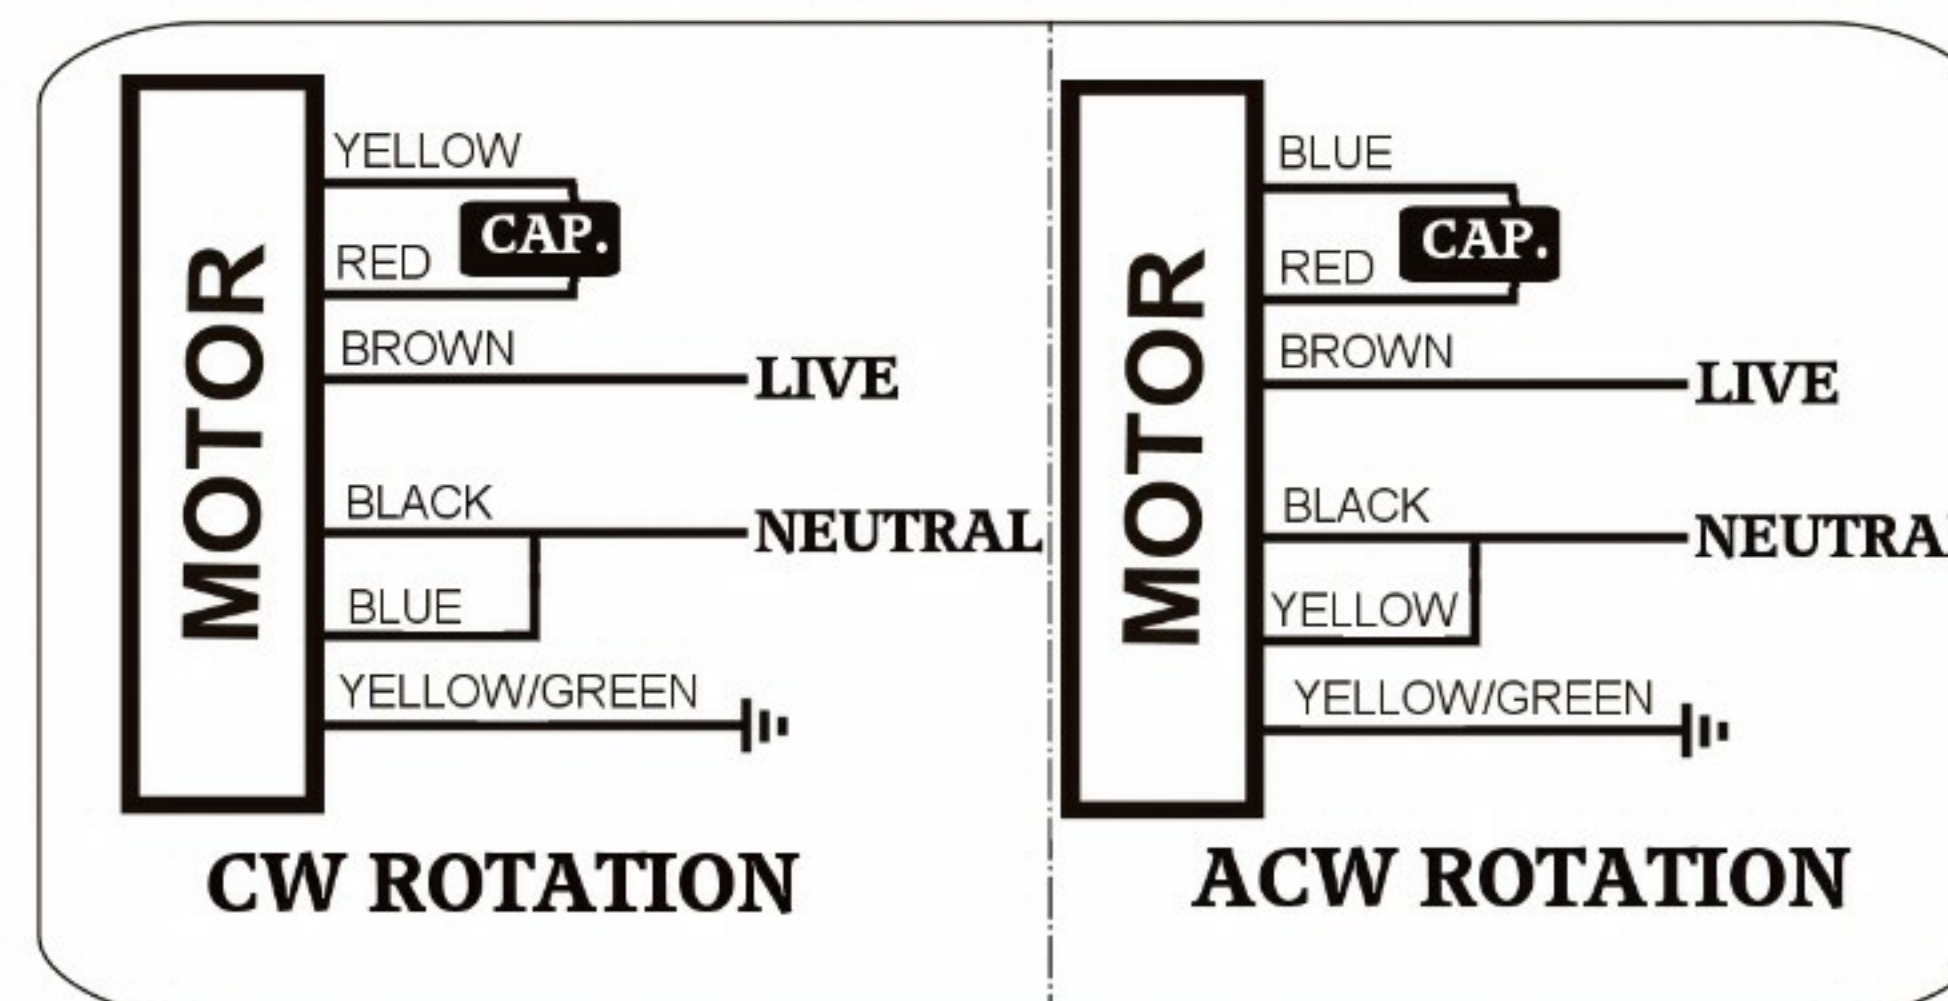 MOTOR
YELLOW
CAP.
RED
BROWN
LIVE
BLACK
NEUTRAL
BLUE
YELLOW/GREEN
CW ROTATION
MOTOR
BLUE
CAP.
RED
BROWN
LIVE
BLACK
NEUTRA
YELLOW
YELLOW/GREEN
ACW ROTATION